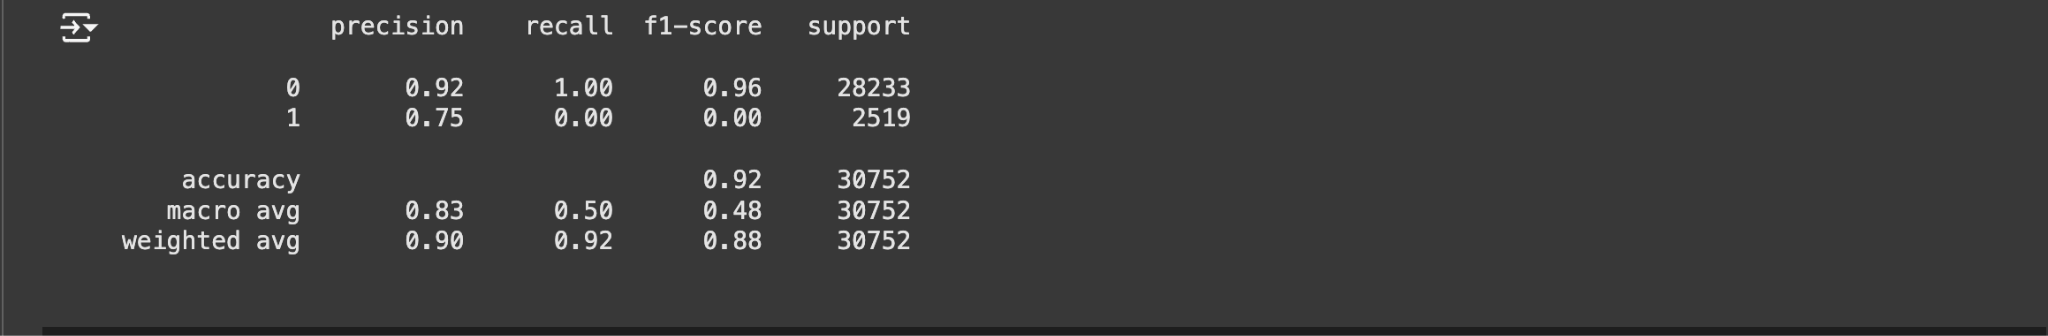 precision recall f1-score support
0 0.92 1.00 0.96 28233
1 0.75 0.00 0.00 2519
accuracy 0.92 30752
macro avg 0.83 0.50 0.48 30752
weighted avg 0.90 0.92 0.88 30752